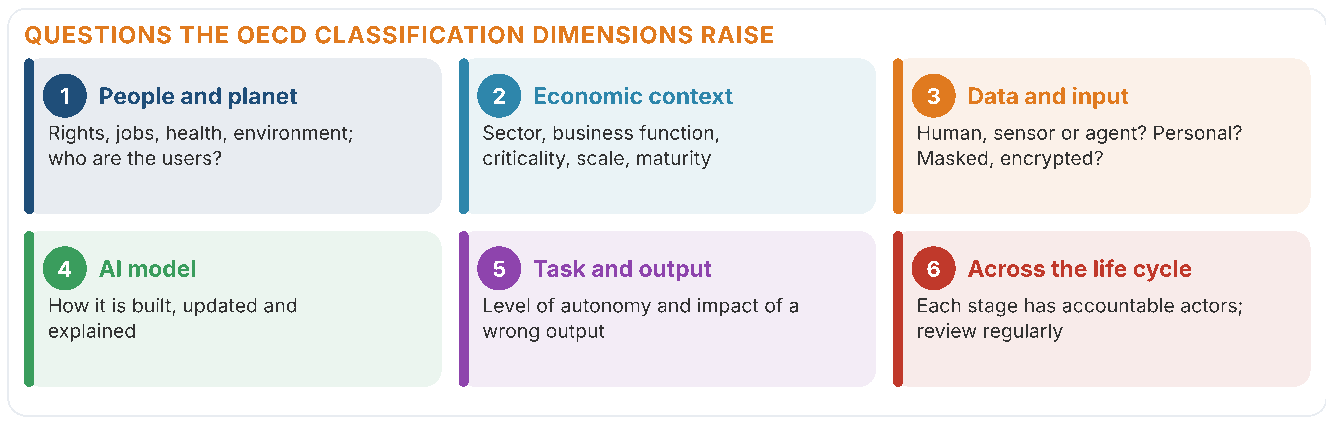 QUESTIONS THE OECD CLASSIFICATION DIMENSIONS RAISE
1 People and planet
Rights, jobs, health, environment;
who are the users?
2 Economic context
Sector, business function,
criticality, scale, maturity
3 Data and input
Human, sensor or agent? Personal?
Masked, encrypted?
4 AI model
How it is built, updated and
explained
5 Task and output
Level of autonomy and impact of a
wrong output
6 Across the life cycle
Each stage has accountable actors;
review regularly